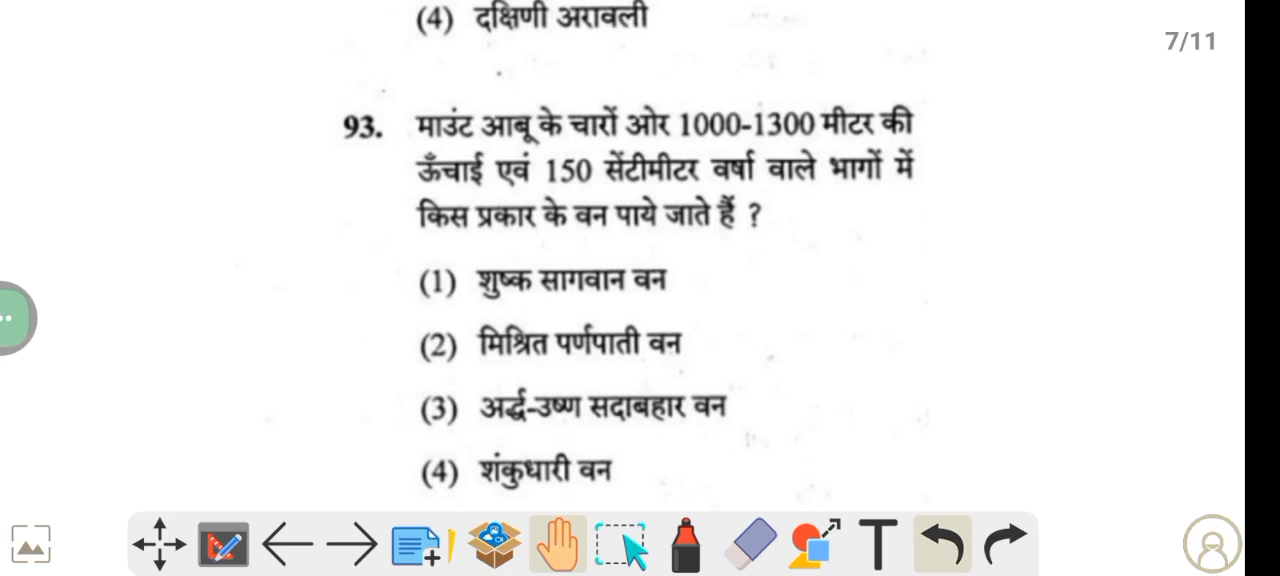 (4) दक्षिणी अरावली
7/11
93. माउंट आबू के चारों ओर 1000-1300 मीटर की
ऊँचाई एवं 150 सेंटीमीटर वर्षा वाले भागों में
किस प्रकार के वन पाये जाते हैं ?
(1) शुष्क सागवान वन
(2) मिश्रित पर्णपाती वन
(3) अर्द्ध-उष्ण सदाबहार वन
(4) शंकुधारी वन
T